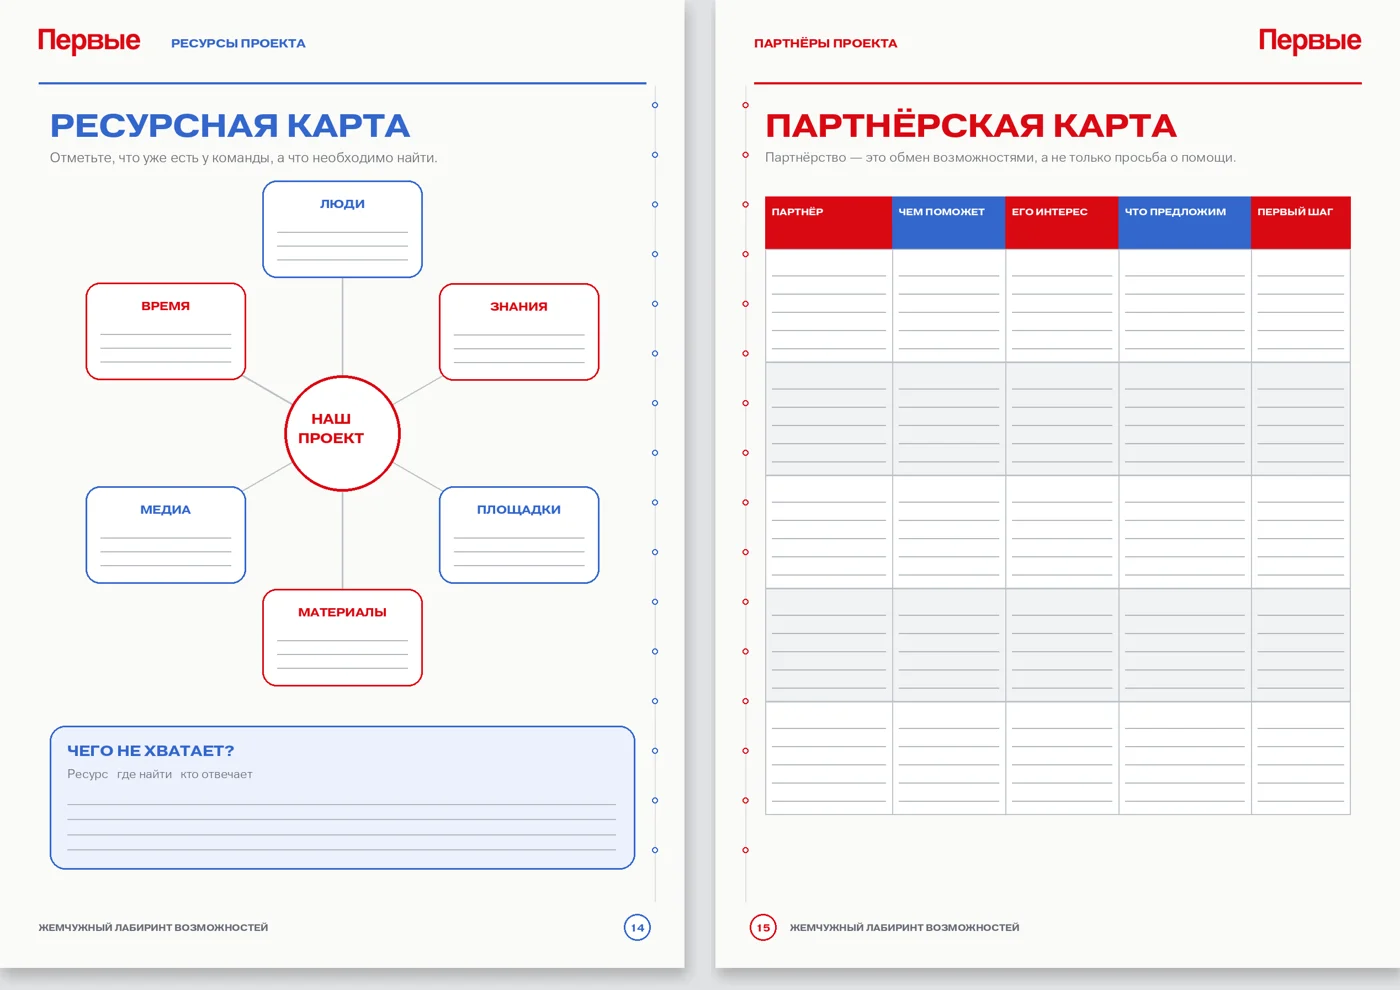 Первые
РЕСУРСЫ ПРОЕКТА
РЕСУРСНАЯ КАРТА
Отметьте, что уже есть у команды, а что необходимо найти.
ЛЮДИ
ВРЕМЯ
ЗНАНИЯ
НАШ
ПРОЕКТ
МЕДИА
ПЛОЩАДКИ
МАТЕРИАЛЫ
ЧЕГО НЕ ХВАТАЕТ?
Ресурс где найти кто отвечает
ЖЕМЧУЖНЫЙ ЛАБИРИНТ ВОЗМОЖНОСТЕЙ
14
ПАРТНЁРЫ ПРОЕКТА
Первые
ПАРТНЁРСКАЯ КАРТА
Партнёрство — это обмен возможностями, а не только просьба о помощи.
ПАРТНЁР
ЧЕМ ПОМОЖЕТ
ЕГО ИНТЕРЕС
ЧТО ПРЕДЛОЖИМ
ПЕРВЫЙ ШАГ
15
ЖЕМЧУЖНЫЙ ЛАБИРИНТ ВОЗМОЖНОСТЕЙ